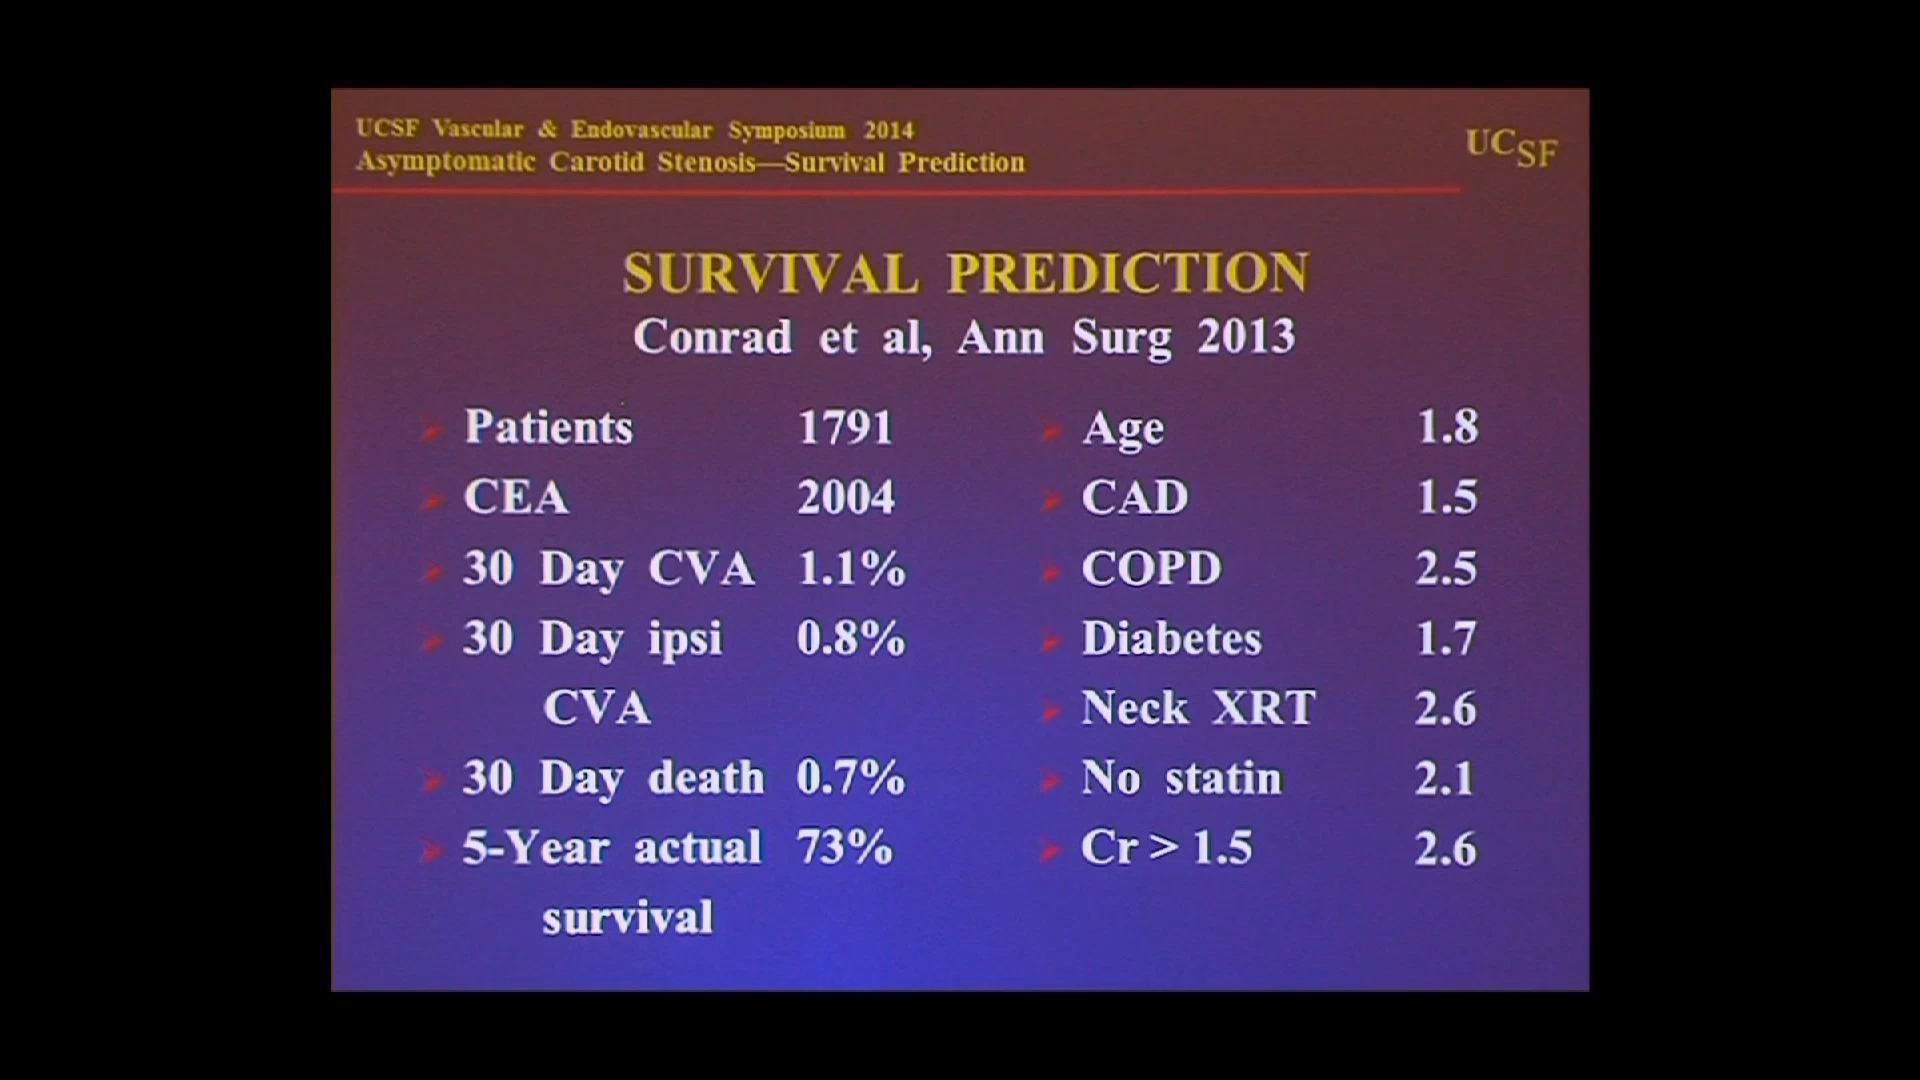 UCSF Vascular & Endovascular Symposium 2014
Asymptomatic Carotid Stenosis—Survival Prediction
UCSF
SURVIVAL PREDICTION
Conrad et al, Ann Surg 2013
Patients 1791
CEA 2004
30 Day CVA 1.1%
30 Day ipsi 0.8%
CVA
30 Day death 0.7%
5-Year actual 73%
survival
Age 1.8
CAD 1.5
COPD 2.5
Diabetes 1.7
Neck XRT 2.6
No statin 2.1
Cr > 1.5 2.6